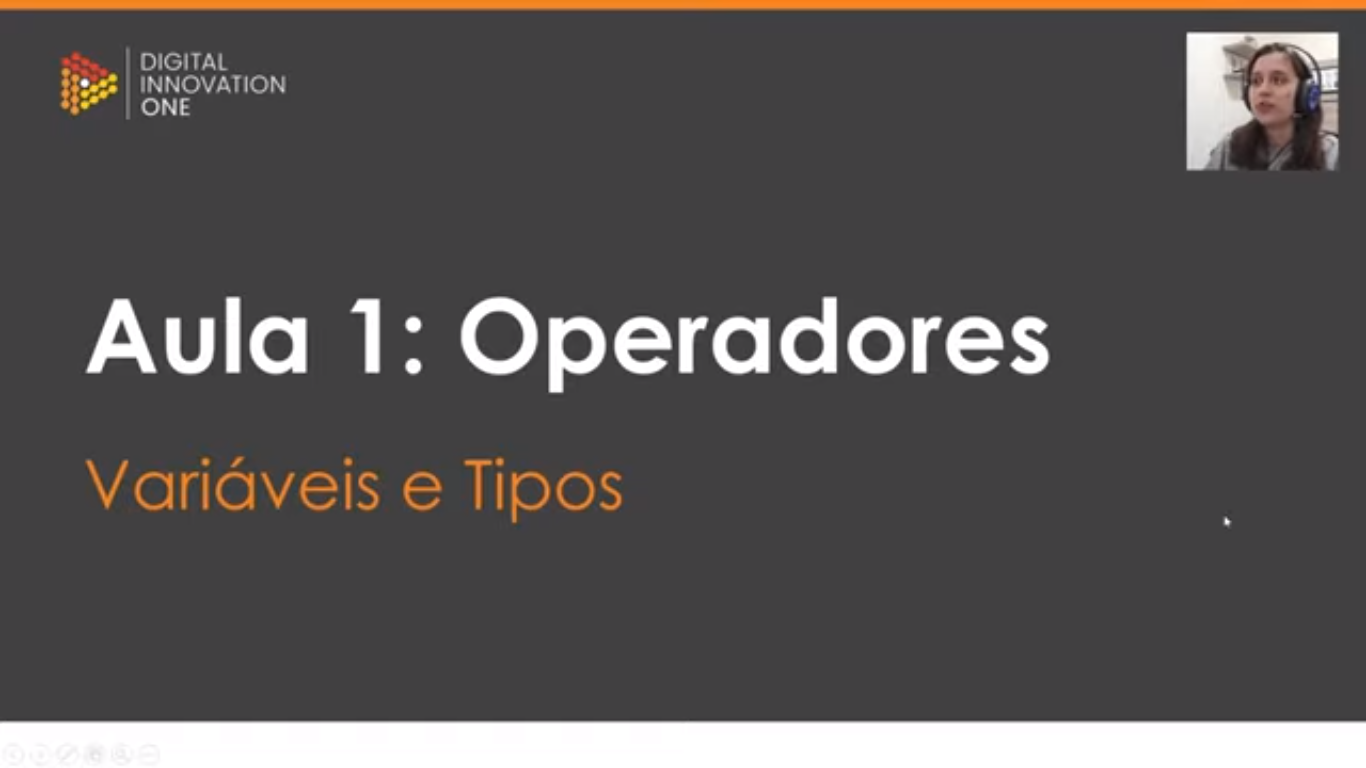 DIGITAL
INNOVATION
ONE
Aula 1: Operadores
Variáveis e Tipos